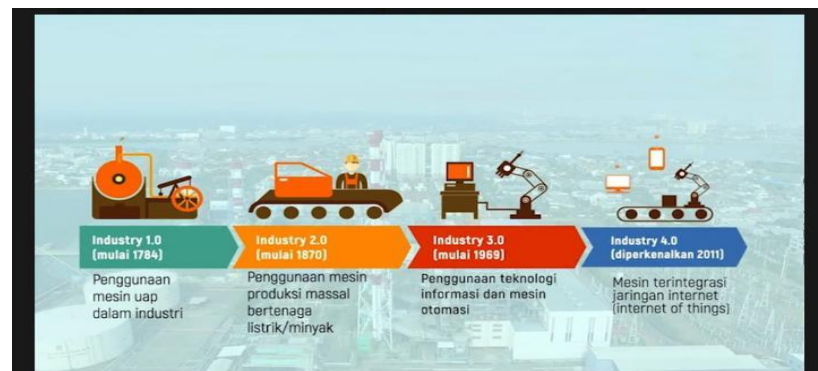 Industry 1.0
(mulai 1784)
Penggunaan
mesin uap
dalam industri
Industry 2.0
(mulai 1870)
Penggunaan mesin
produksi massal
bertenaga
listrik/minyak
Industry 3.0
(mulai 1969)
Penggunaan teknologi
informasi dan mesin
otomasi
Industry 4.0
(diperkenalkan 2011)
Mesin terintegrasi
jaringan internet
(internet of things)